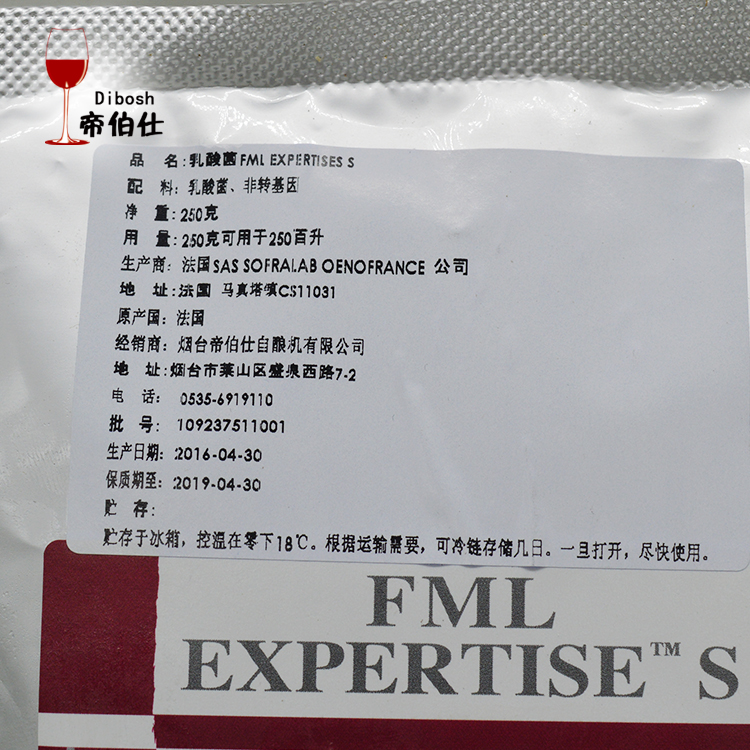 Dibosh
帝伯仕
品 名:乳酸菌FML EXPERTISES S
配 料:乳酸菌、非转基因
净 重:250克
用 量:250克可用于250百升
生产商:法国SAS SOFRALAB OENOFRANCE 公司
地 址:法国 马真塔镇CS11031
原产国:法国
经销商:烟台帝伯仕自酿机有限公司
地 址:烟台市莱山区盛泉西路7-2
电 话: 0535-6919110
批 号: 109237511001
生产日期:2016-04-30
保质期至:2019-04-30
贮 存:
贮存于冰箱，控温在零下18℃。根据运输需要，可冷链存储几日。一旦打开，尽快使用。
FML
EXPERTISE™ S